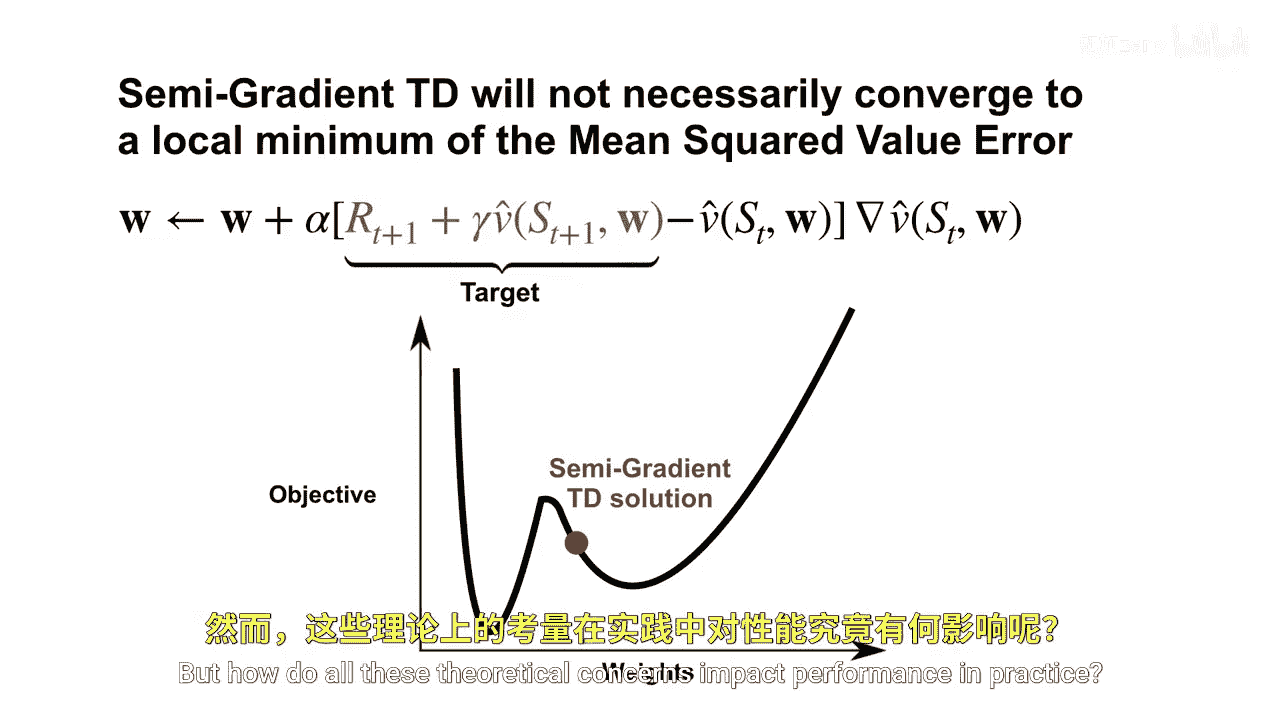 Semi-Gradient TD will not necessarily converge to
a local minimum of the Mean Squared Value Error
w ← w + α[R_{t+1} + γv̂(S_{t+1}, w) − v̂(S_t, w)] ∇v̂(S_t, w)
Target
Semi-Gradient
TD solution
Objective
然而，这些理论上的考量在实践中对性能究竟有何影响呢?
Weights
But how do all these theoretical concerns impact performance in practice?